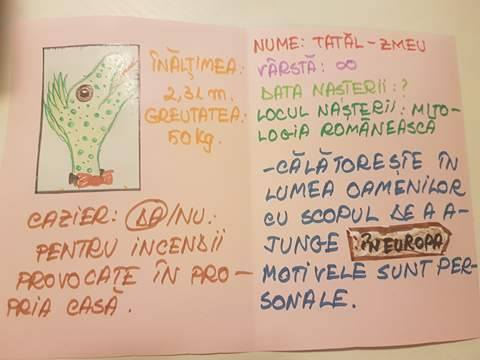 ÎNĂLȚIMEA:
2,31 m.
GREUTATEA:
50 Kg.
CAZIER: DA/NU:
PENTRU INCENDII
PROVOCATE ÎN PRO-
PRIA CASĂ.
NUME: TATĂL-ZMEU
VÂRSTĂ: ∞
DATA NAȘTERII: ?
LOCUL NAȘTERII: MITO-
LOGIA ROMÂNEASCĂ
-CĂLĂTOREȘTE ÎN
LUMEA OAMENILOR
CU SCOPUL DE A A-
JUNGE ÎN EUROPA
MOTIVELE SUNT PER-
SONALE.